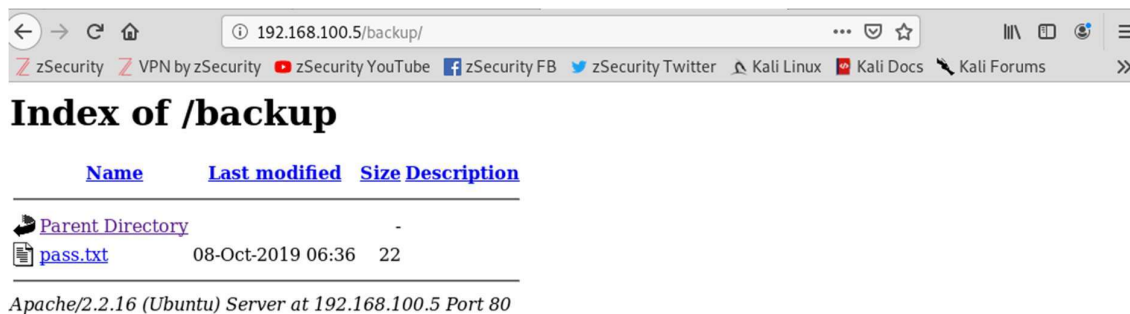 192.168.100.5/backup/
zSecurity VPN by zSecurity zSecurity YouTube zSecurity FB zSecurity Twitter Kali Linux Kali Docs Kali Forums
Index of /backup
Name Last modified Size Description
Parent Directory -
pass.txt 08-Oct-2019 06:36 22
Apache/2.2.16 (Ubuntu) Server at 192.168.100.5 Port 80